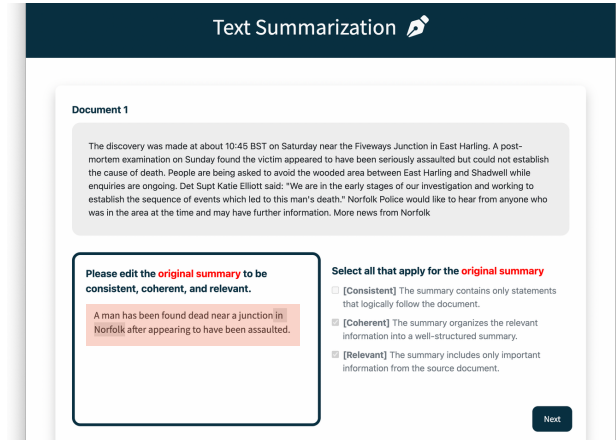 Text Summarization
Document 1
The discovery was made at about 10:45 BST on Saturday near the Fiveways Junction in East Harling. A post-
mortem examination on Sunday found the victim appeared to have been seriously assaulted but could not establish
the cause of death. People are being asked to avoid the wooded area between East Harling and Shadwell while
enquiries are ongoing. Det Supt Katie Elliott said: "We are in the early stages of our investigation and working to
establish the sequence of events which led to this man's death." Norfolk Police would like to hear from anyone who
was in the area at the time and may have further information. More news from Norfolk
Please edit the original summary to be
consistent, coherent, and relevant.
A man has been found dead near a junction in
Norfolk after appearing to have been assaulted.
Select all that apply for the original summary
[Consistent] The summary contains only statements
that logically follow the document.
[Coherent] The summary organizes the relevant
information into a well-structured summary.
[Relevant] The summary includes only important
information from the source document.
Next